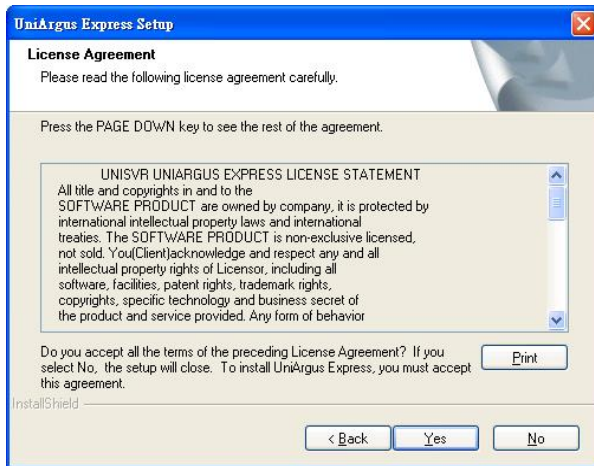 UniArgus Express Setup
License Agreement
Please read the following license agreement carefully.
Press the PAGE DOWN key to see the rest of the agreement.
UNISVR UNIARGUS EXPRESS LICENSE STATEMENT
All title and copyrights in and to the
SOFTWARE PRODUCT are owned by company, it is protected by
international intellectual property laws and international
treaties. The SOFTWARE PRODUCT is non-exclusive licensed,
not sold. You(Client)acknowledge and respect any and all
intellectual property rights of Licensor, including all
software, facilities, patent rights, trademark rights,
copyrights, specific technology and business secret of
the product and service provided. Any form of behavior
Do you accept all the terms of the preceding License Agreement? If you
select No, the setup will close. To install UniArgus Express, you must accept
this agreement.
Print
InstallShield
< Back
Yes
No